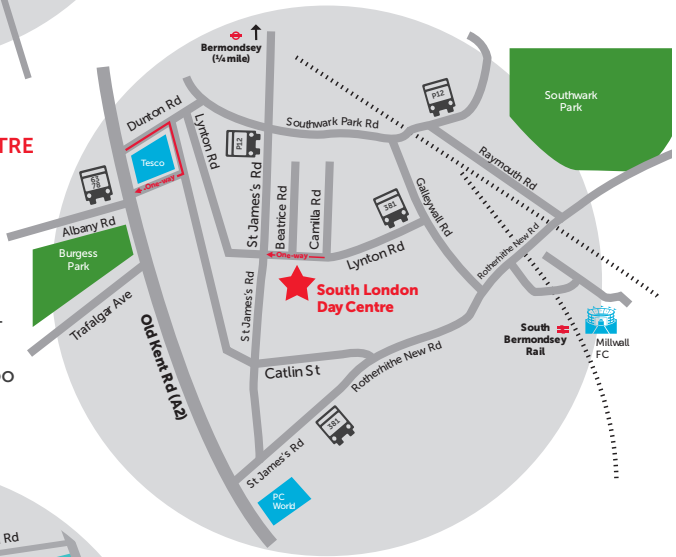 Bermondsey
(¼ mile)
P12
Southwark
Park
Dunton Rd
Lynton Rd
P12
Southwark Park Rd
Raymouth Rd
TRE
Tesco
63
78
One-way
St James's Rd
Beatrice Rd
Camilla Rd
381
Galleywall Rd
Albany Rd
Burgess
Park
One-way
Lynton Rd
Rotherhithe New Rd
South London
Day Centre
Trafalgar Ave
St James's Rd
Old Kent Rd (A2)
South
Bermondsey
Rail
Millwall
FC
Catlin St
Rotherhithe New Rd
DO
381
St James's Rd
PC
World
Rd